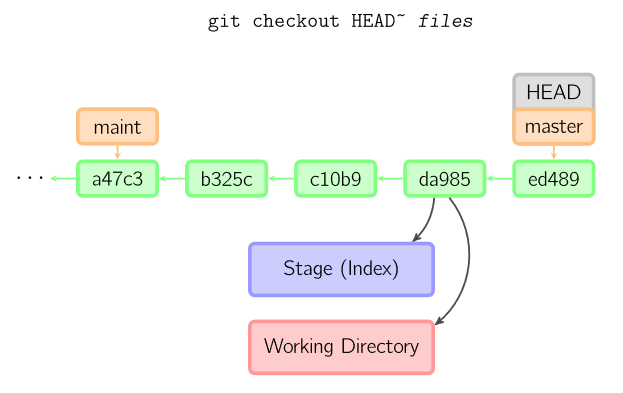 git checkout HEAD~ files
HEAD
maint
master
...
a47c3
b325c
c10b9
da985
ed489
Stage (Index)
Working Directory